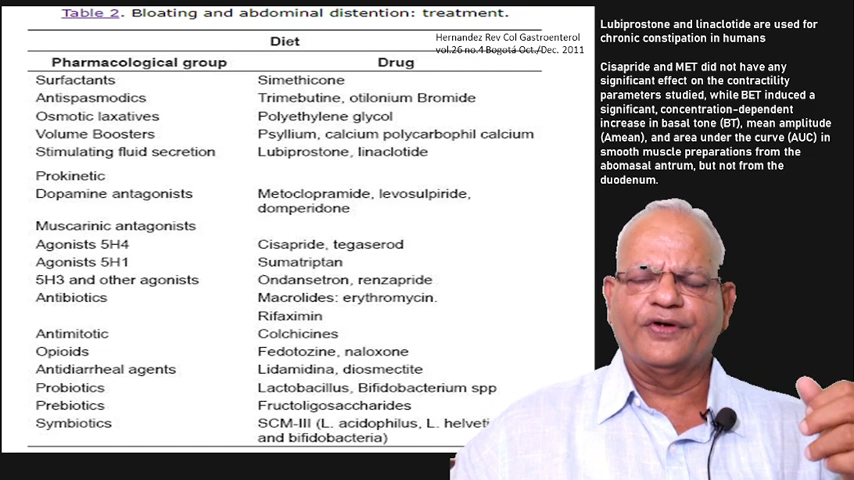 Table 2. Bloating and abdominal distention: treatment.
Diet
Hernandez Rev Col Gastroenterol
vol.26 no.4 Bogotá Oct./Dec. 2011
Pharmacological group Drug
Surfactants Simethicone
Antispasmodics Trimebutine, otilonium Bromide
Osmotic laxatives Polyethylene glycol
Volume Boosters Psyllium, calcium polycarbophil calcium
Stimulating fluid secretion Lubiprostone, linaclotide
Prokinetic
Dopamine antagonists Metoclopramide, levosulpiride,
domperidone
Muscarinic antagonists
Agonists 5H4 Cisapride, tegaserod
Agonists 5H1 Sumatriptan
5H3 and other agonists Ondansetron, renzapride
Antibiotics Macrolides: erythromycin.
Rifaximin
Antimitotic Colchicines
Opioids Fedotozine, naloxone
Antidiarrheal agents Lidamidina, diosmectite
Probiotics Lactobacillus, Bifidobacterium spp
Prebiotics Fructoligosaccharides
Symbiotics SCM-III (L. acidophilus, L. helveti
and bifidobacteria)
Lubiprostone and linaclotide are used for
chronic constipation in humans
Cisapride and MET did not have any
significant effect on the contractility
parameters studied, while BET induced a
significant, concentration-dependent
increase in basal tone (BT), mean amplitude
(Amean), and area under the curve (AUC) in
smooth muscle preparations from the
abomasal antrum, but not from the
duodenum.